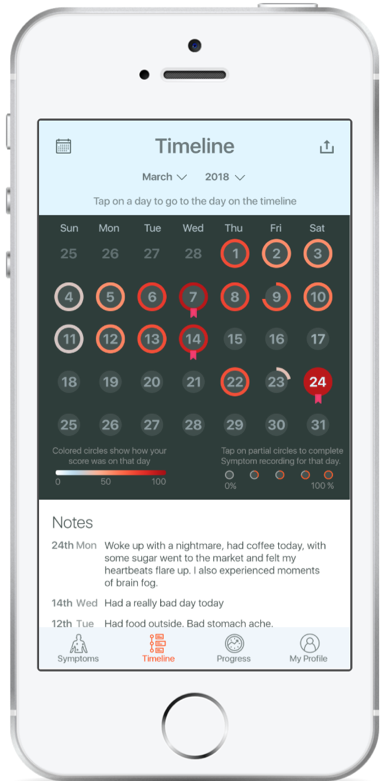 Timeline
March 2018
Tap on a day to go to the day on the timeline
Sun Mon Tue Wed Thu Fri Sat
25 26 27 28 1 2 3
4 5 6 7 8 9 10
11 12 13 14 15 16 17
18 19 20 21 22 23 24
25 26 27 28 29 30 31
Colored circles show how your
score was on that day
0 50 100
Tap on partial circles to complete
Symptom recording for that day.
0% 100 %
Notes
24th Mon Woke up with a nightmare, had coffee today, with
some sugar went to the market and felt my
heartbeats flare up. I also experienced moments
of brain fog.
14th Wed Had a really bad day today
12th Tue Had food outside. Bad stomach ache.
Symptoms Timeline Progress My Profile